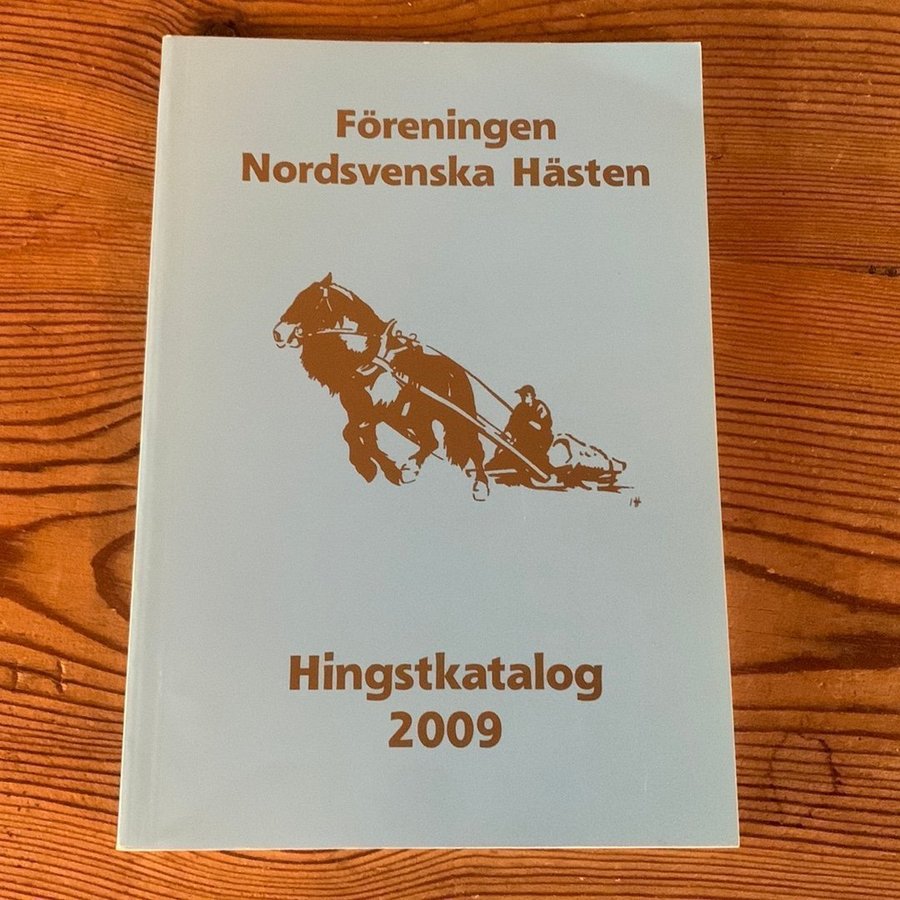 Föreningen
Nordsvenska Hästen
Hingstkatalog
2009